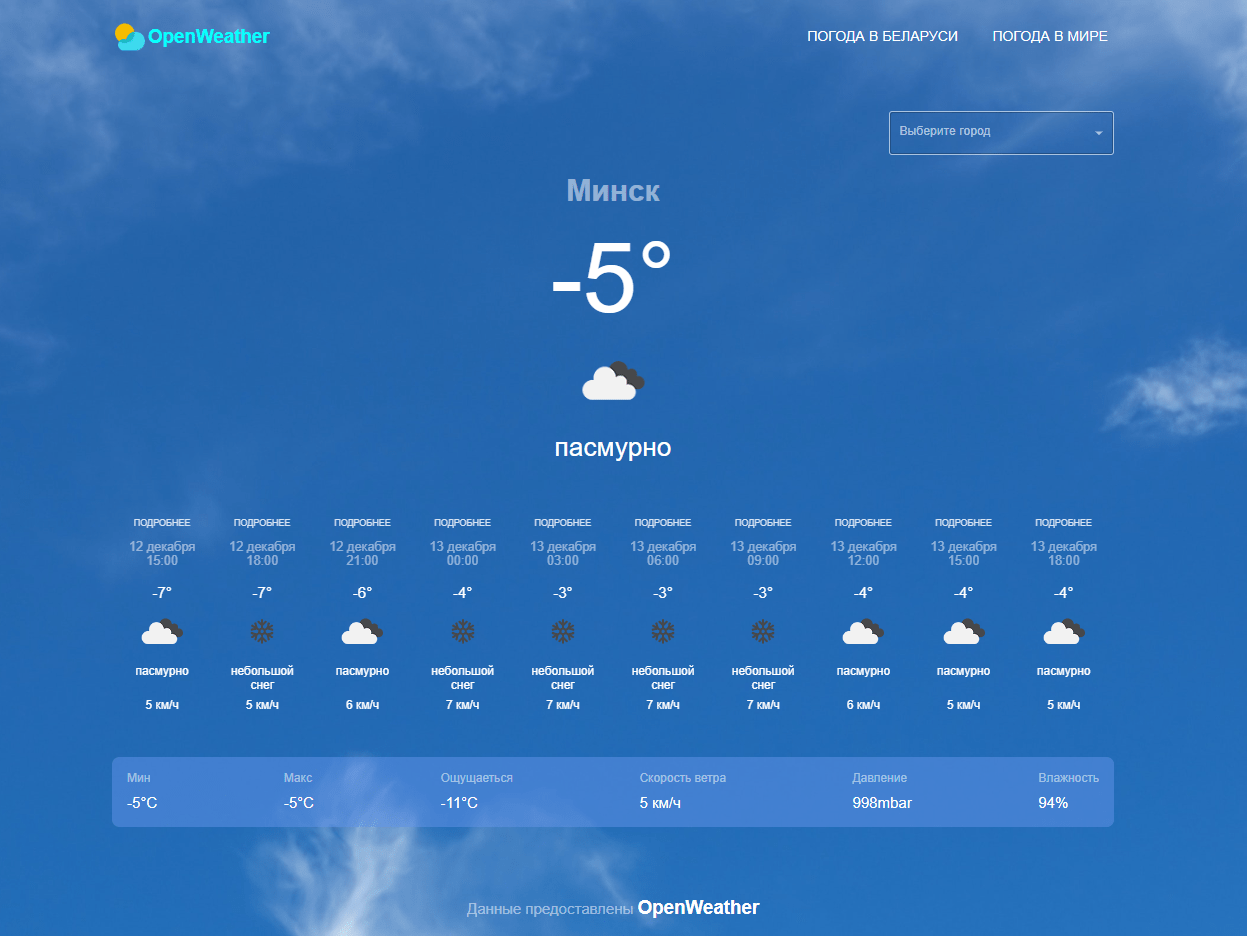 OpenWeather ПОГОДА В БЕЛАРУСИ ПОГОДА В МИРЕ
Выберите город
Минск
-5°
пасмурно
ПОДРОБНЕЕ ПОДРОБНЕЕ ПОДРОБНЕЕ ПОДРОБНЕЕ ПОДРОБНЕЕ ПОДРОБНЕЕ ПОДРОБНЕЕ ПОДРОБНЕЕ ПОДРОБНЕЕ ПОДРОБНЕЕ
12 декабря 12 декабря 12 декабря 13 декабря 13 декабря 13 декабря 13 декабря 13 декабря 13 декабря 13 декабря
15:00 18:00 21:00 00:00 03:00 06:00 09:00 12:00 15:00 18:00
-7° -7° -6° -4° -3° -3° -3° -4° -4° -4°
пасмурно небольшой пасмурно небольшой небольшой небольшой небольшой пасмурно пасмурно пасмурно
снег снег снег снег снег
5 км/ч 5 км/ч 6 км/ч 7 км/ч 7 км/ч 7 км/ч 7 км/ч 6 км/ч 5 км/ч 5 км/ч
Мин Макс Ощущаеться Скорость ветра Давление Влажность
-5°C -5°C -11°C 5 км/ч 998mbar 94%
Данные предоставлены OpenWeather